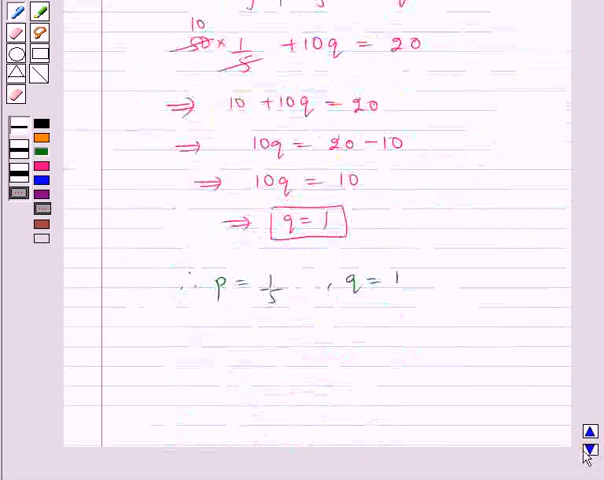 10
50 × 1/5 + 10q = 20
⇒ 10 + 10q = 20
⇒ 10q = 20 − 10
⇒ 10q = 10
⇒ q = 1
∴ p = 1/5 , q = 1